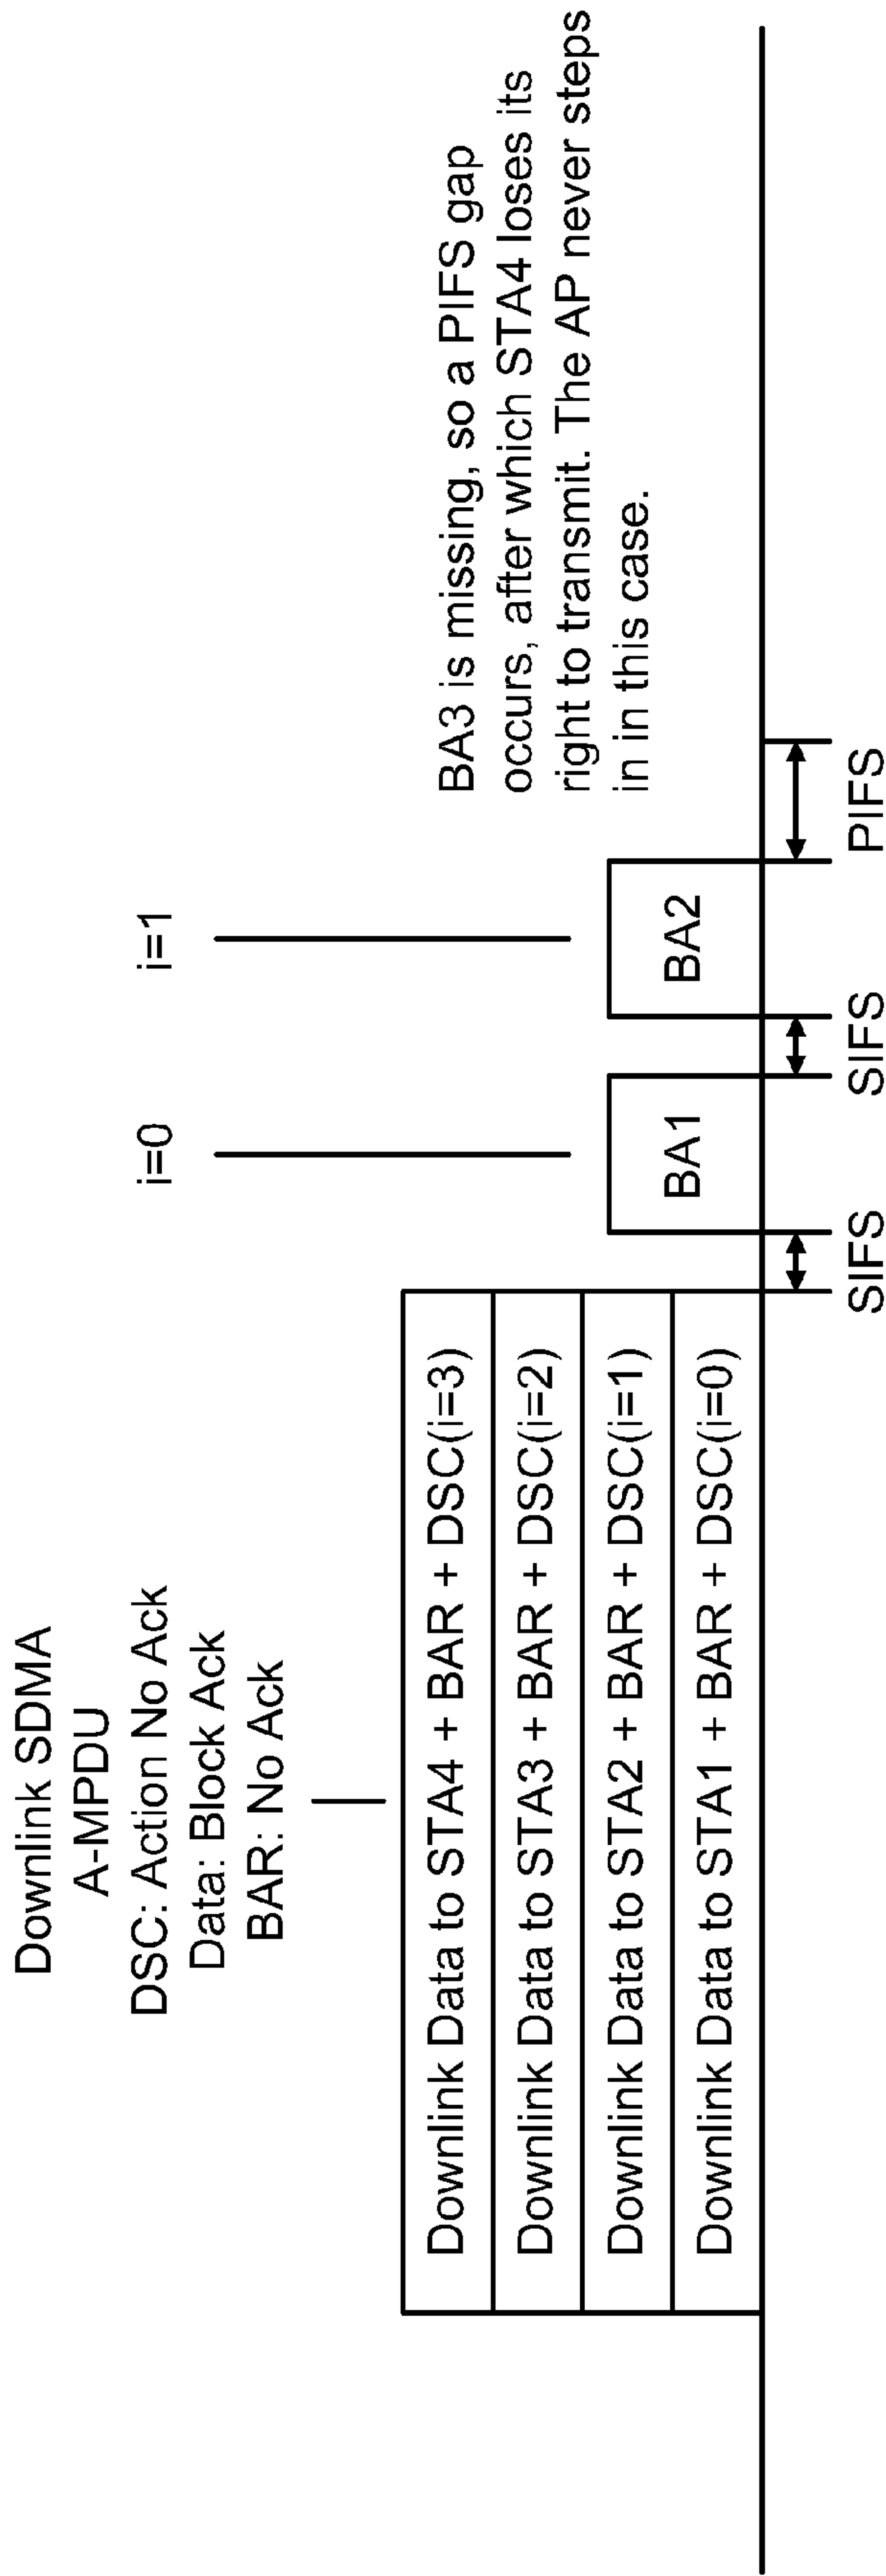 Downlink SDMA
A-MPDU
DSC: Action No Ack
Data: Block Ack
BAR: No Ack
Downlink Data to STA4 + BAR + DSC(i=3)
Downlink Data to STA3 + BAR + DSC(i=2)
Downlink Data to STA2 + BAR + DSC(i=1)
Downlink Data to STA1 + BAR + DSC(i=0)
i=0
i=1
BA1
BA2
BA3 is missing, so a PIFS gap
occurs, after which STA4 loses its
right to transmit. The AP never steps
in in this case.
SIFS
SIFS
PIFS